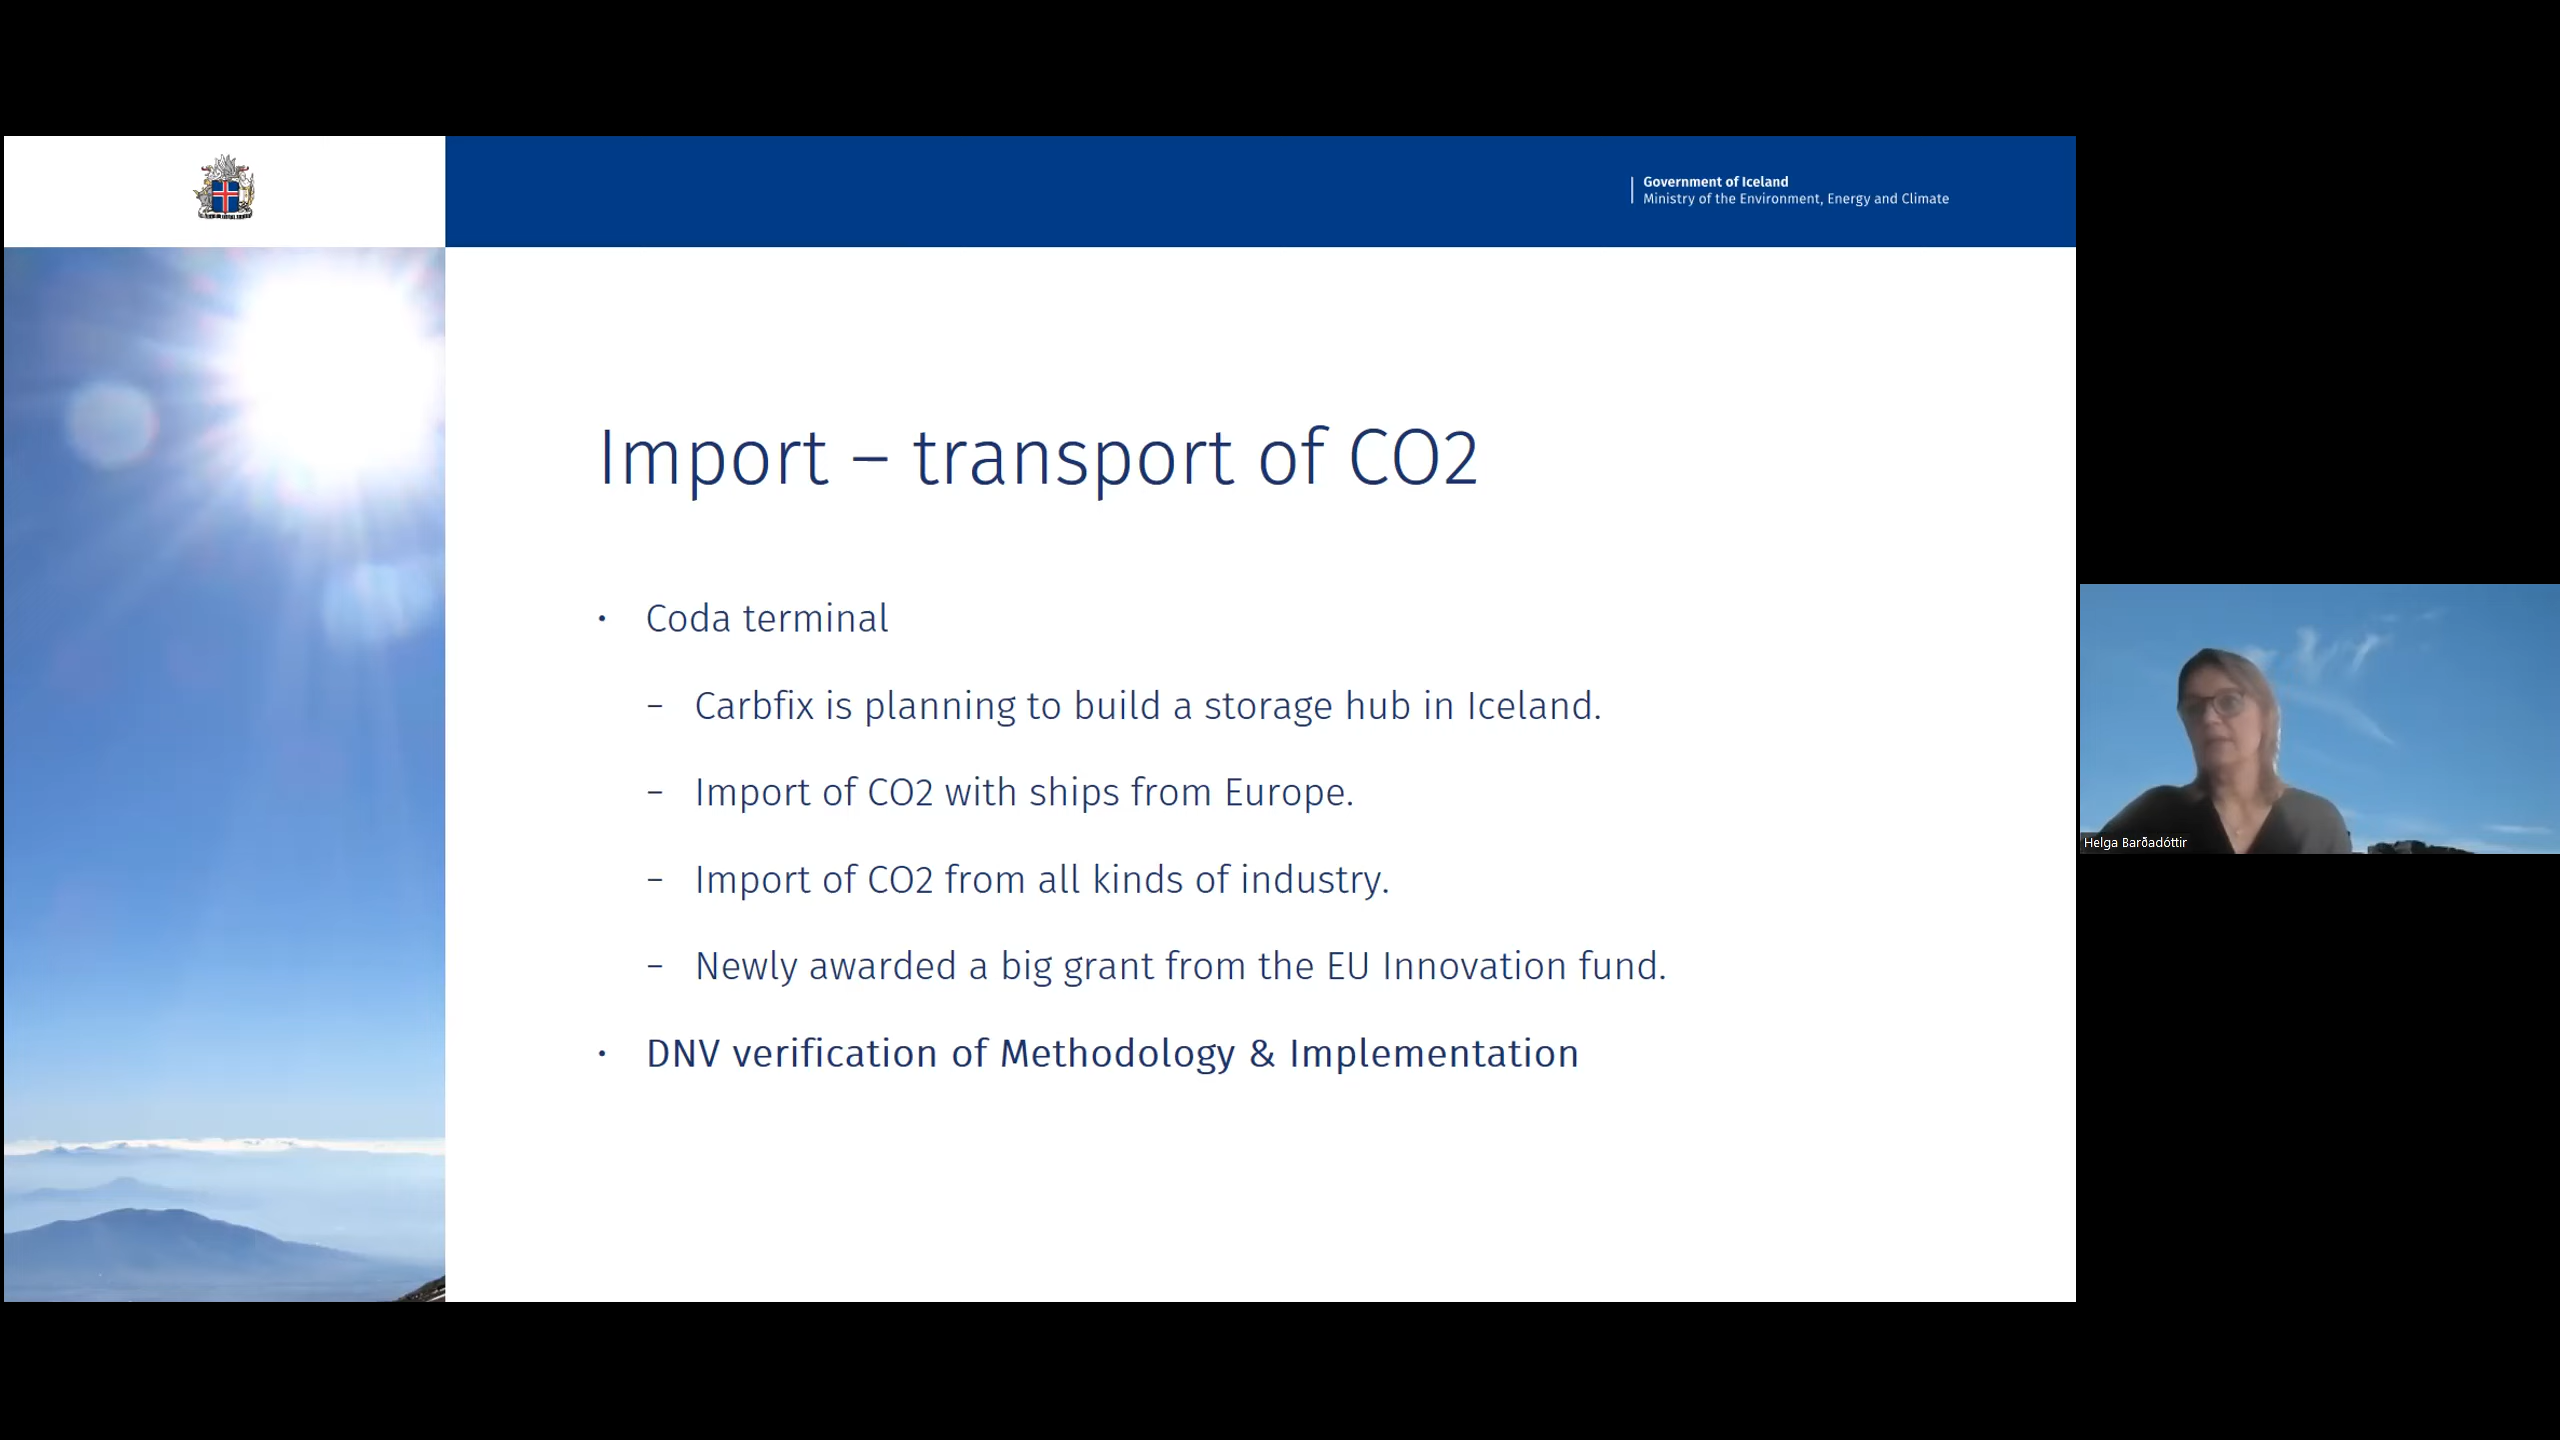 Government of Iceland
Ministry of the Environment, Energy and Climate
Import – transport of CO2
• Coda terminal
– Carbfix is planning to build a storage hub in Iceland.
– Import of CO2 with ships from Europe.
– Import of CO2 from all kinds of industry.
– Newly awarded a big grant from the EU Innovation fund.
• DNV verification of Methodology & Implementation
Helga Barðadóttir